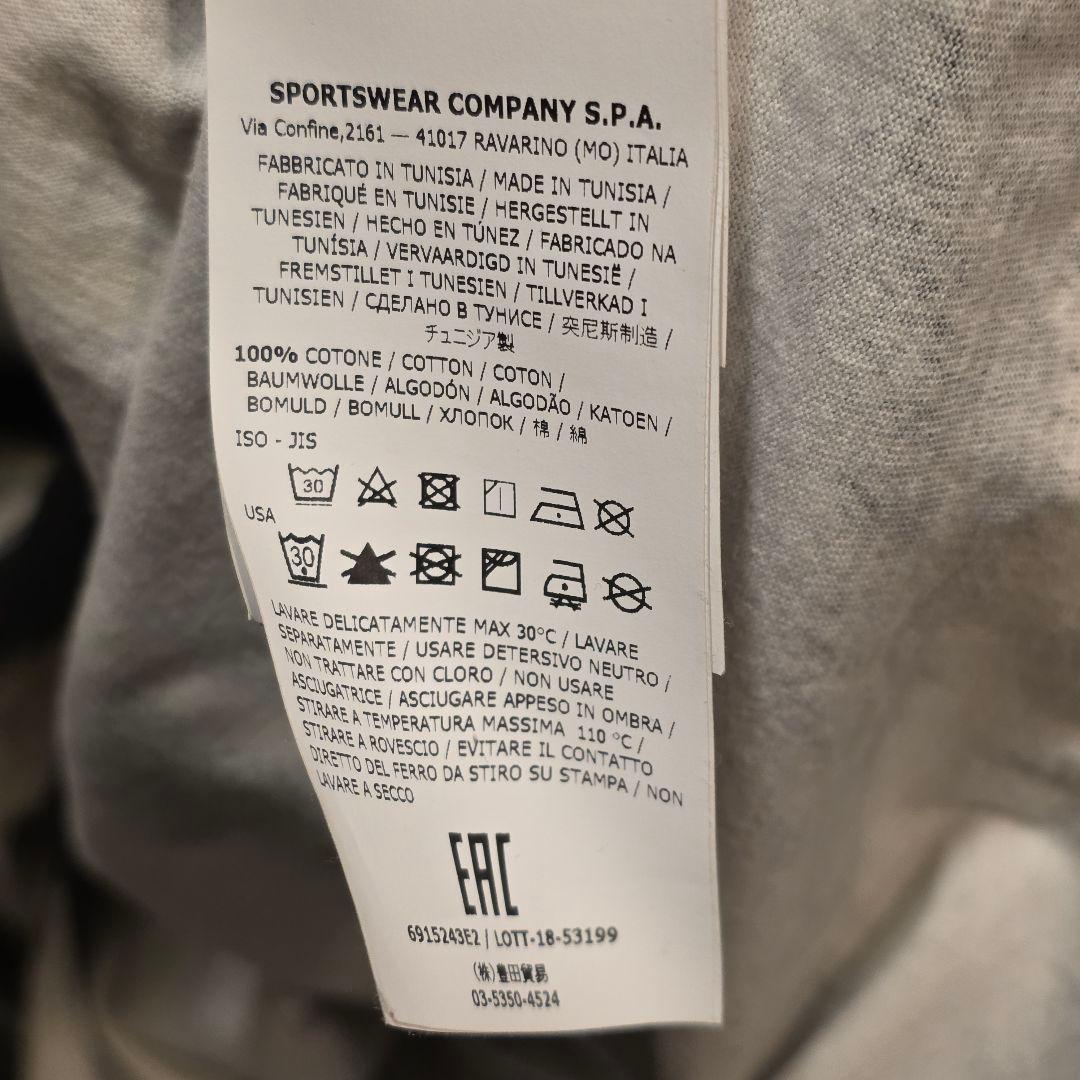 SPORTSWEAR COMPANY S.P.A.
Via Confine,2161 — 41017 RAVARINO (MO) ITALIA
FABBRICATO IN TUNISIA / MADE IN TUNISIA /
FABRIQUÉ EN TUNISIE / HERGESTELLT IN
TUNESIEN / HECHO EN TÚNEZ / FABRICADO NA
TUNÍSIA / VERVAARDIGD IN TUNESIË /
FREMSTILLET I TUNESIEN / TILLVERKAD I
TUNISIEN / СДЕЛАНО В ТУНИСЕ / 突尼斯制造 /
チュニジア製
100% COTONE / COTTON / COTON /
BAUMWOLLE / ALGODÓN / ALGODÃO / KATOEN /
BOMULD / BOMULL / ХЛОПОК / 棉 / 綿
ISO - JIS
30
USA
30
LAVARE DELICATAMENTE MAX 30°C / LAVARE
SEPARATAMENTE / USARE DETERSIVO NEUTRO /
NON TRATTARE CON CLORO / NON USARE
ASCIUGATRICE / ASCIUGARE APPESO IN OMBRA /
STIRARE A TEMPERATURA MASSIMA 110 °C /
STIRARE A ROVESCIO / EVITARE IL CONTATTO
DIRETTO DEL FERRO DA STIRO SU STAMPA / NON
LAVARE A SECCO
EAC
6915243E2 | LOTT-18-53199
(株)豊田貿易
03-5350-4524